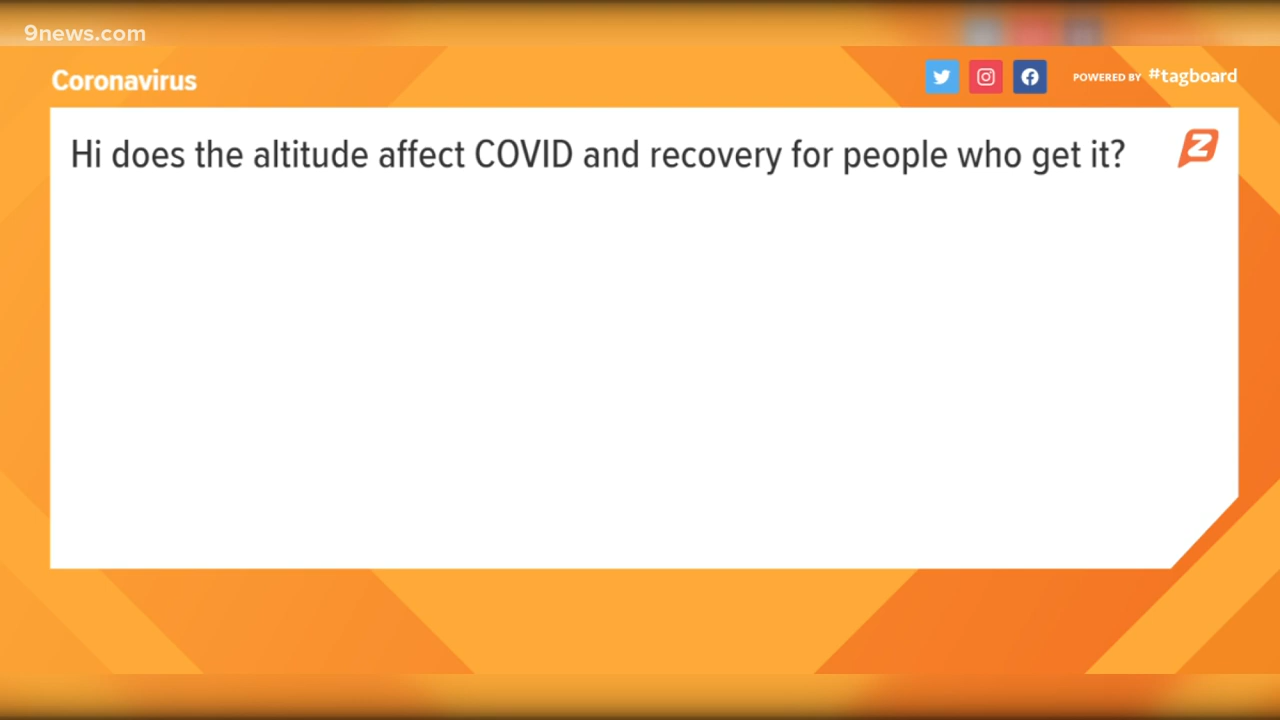 9news.com
Coronavirus
POWERED BY #tagboard
Hi does the altitude affect COVID and recovery for people who get it?